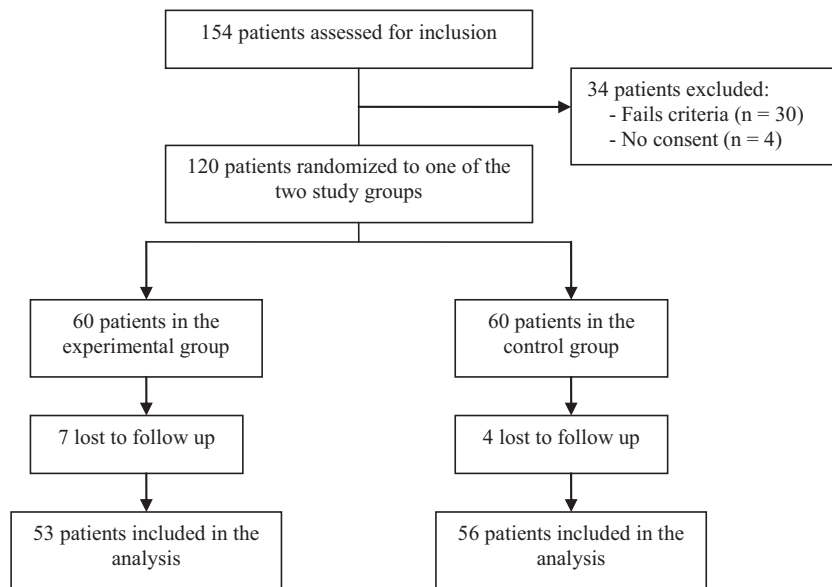 154 patients assessed for inclusion
34 patients excluded:
- Fails criteria (n = 30)
- No consent (n = 4)
120 patients randomized to one of the
two study groups
60 patients in the
experimental group
60 patients in the
control group
7 lost to follow up
4 lost to follow up
53 patients included in the
analysis
56 patients included in the
analysis